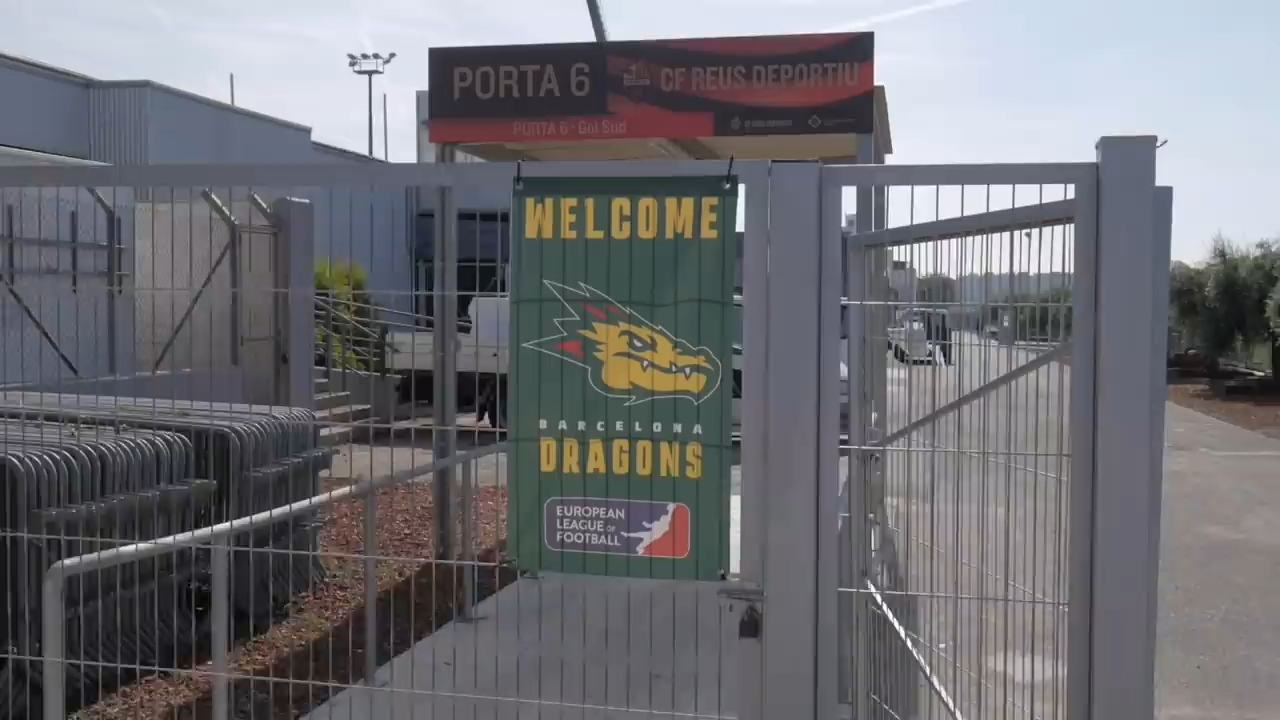 PORTA 6
CF REUS DEPORTIU
PORTA 6 - Gol Sud
WELCOME
BARCELONA
DRAGONS
EUROPEAN
LEAGUE OF
FOOTBALL